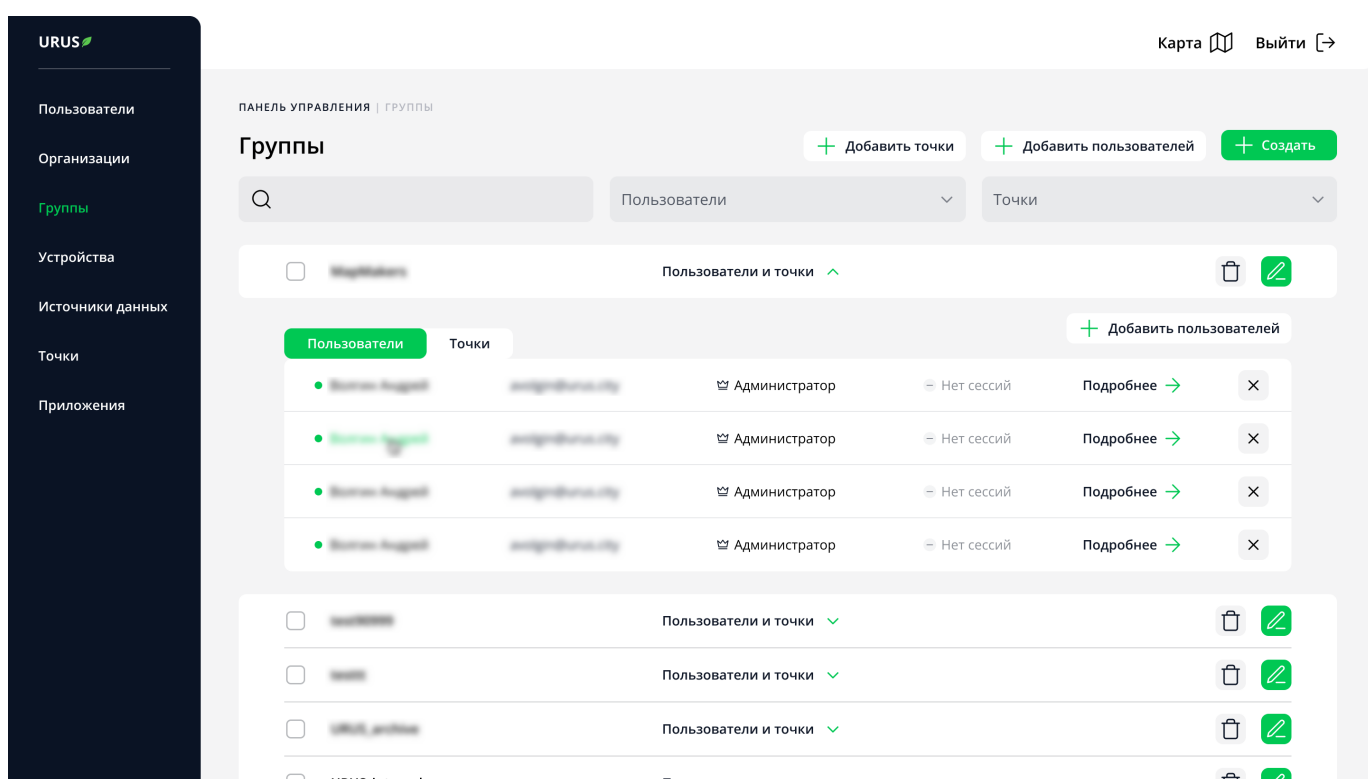 URUS
Карта Выйти
Пользователи
Организации
Группы
Устройства
Источники данных
Точки
Приложения
ПАНЕЛЬ УПРАВЛЕНИЯ | ГРУППЫ
Группы
Добавить точки Добавить пользователей Создать
Пользователи Точки
Пользователи и точки
Добавить пользователей
Пользователи Точки
Администратор Нет сессий Подробнее
Администратор Нет сессий Подробнее
Администратор Нет сессий Подробнее
Администратор Нет сессий Подробнее
Пользователи и точки
Пользователи и точки
Пользователи и точки